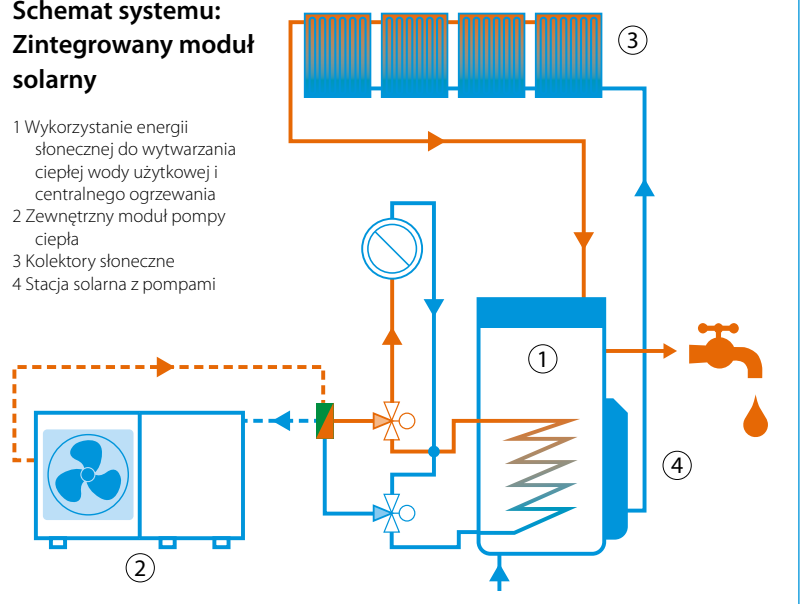 Schemat systemu:
Zintegrowany moduł
solarny
1 Wykorzystanie energii
słonecznej do wytwarzania
ciepłej wody użytkowej i
centralnego ogrzewania
2 Zewnętrzny moduł pompy
ciepła
3 Kolektory słoneczne
4 Stacja solarna z pompami
3
1
4
2